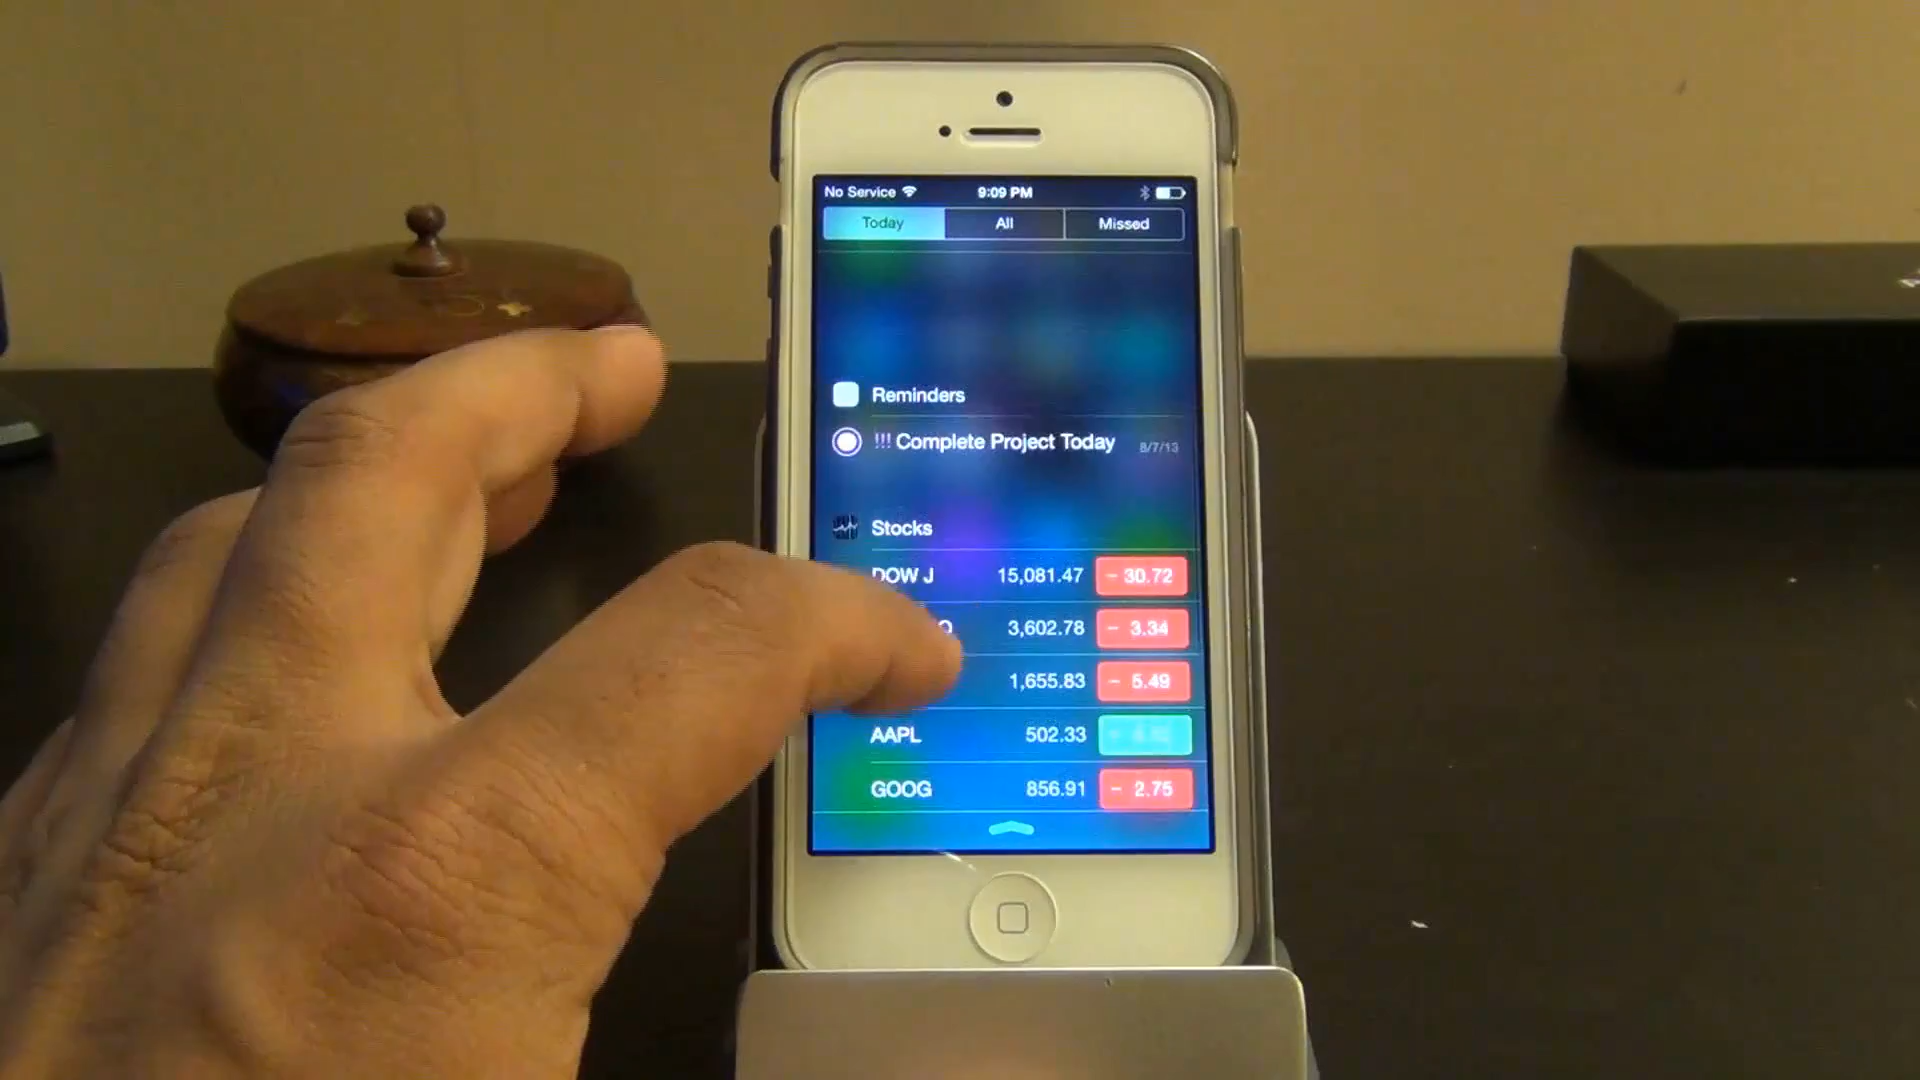 No Service 9:09 PM
Today All Missed
Reminders
!!! Complete Project Today 8/7/13
Stocks
DOW J 15,081.47 - 30.72
3,602.78 - 3.34
1,655.83 - 5.49
AAPL 502.33
GOOG 856.91 - 2.75